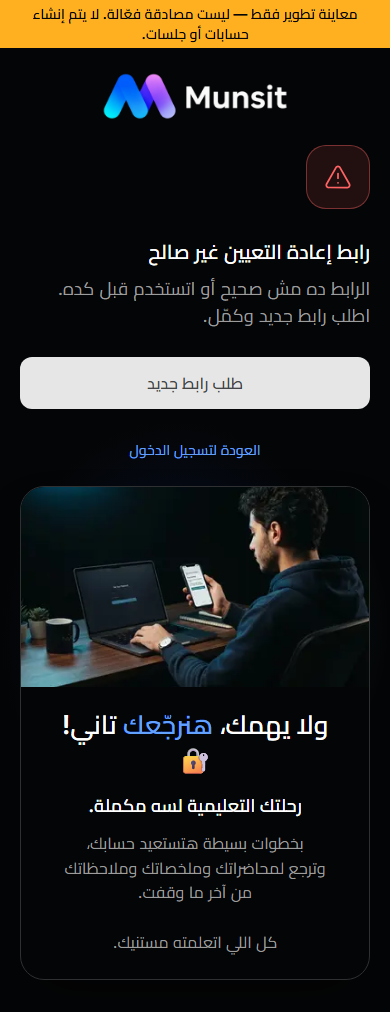 معاينة تطوير فقط — ليست مصادقة فعّالة. لا يتم إنشاء
حسابات أو جلسات.
Munsit
رابط إعادة التعيين غير صالح
الرابط ده مش صحيح أو اتستخدم قبل كده.
اطلب رابط جديد وكمّل.
طلب رابط جديد
العودة لتسجيل الدخول
ولا يهمك، هنرجّعك تاني!
🔐
رحلتك التعليمية لسه مكملة.
بخطوات بسيطة هتستعيد حسابك،
وترجع لمحاضراتك وملخصاتك وملاحظاتك
من آخر ما وقفت.
كل اللي اتعلمته مستنيك.